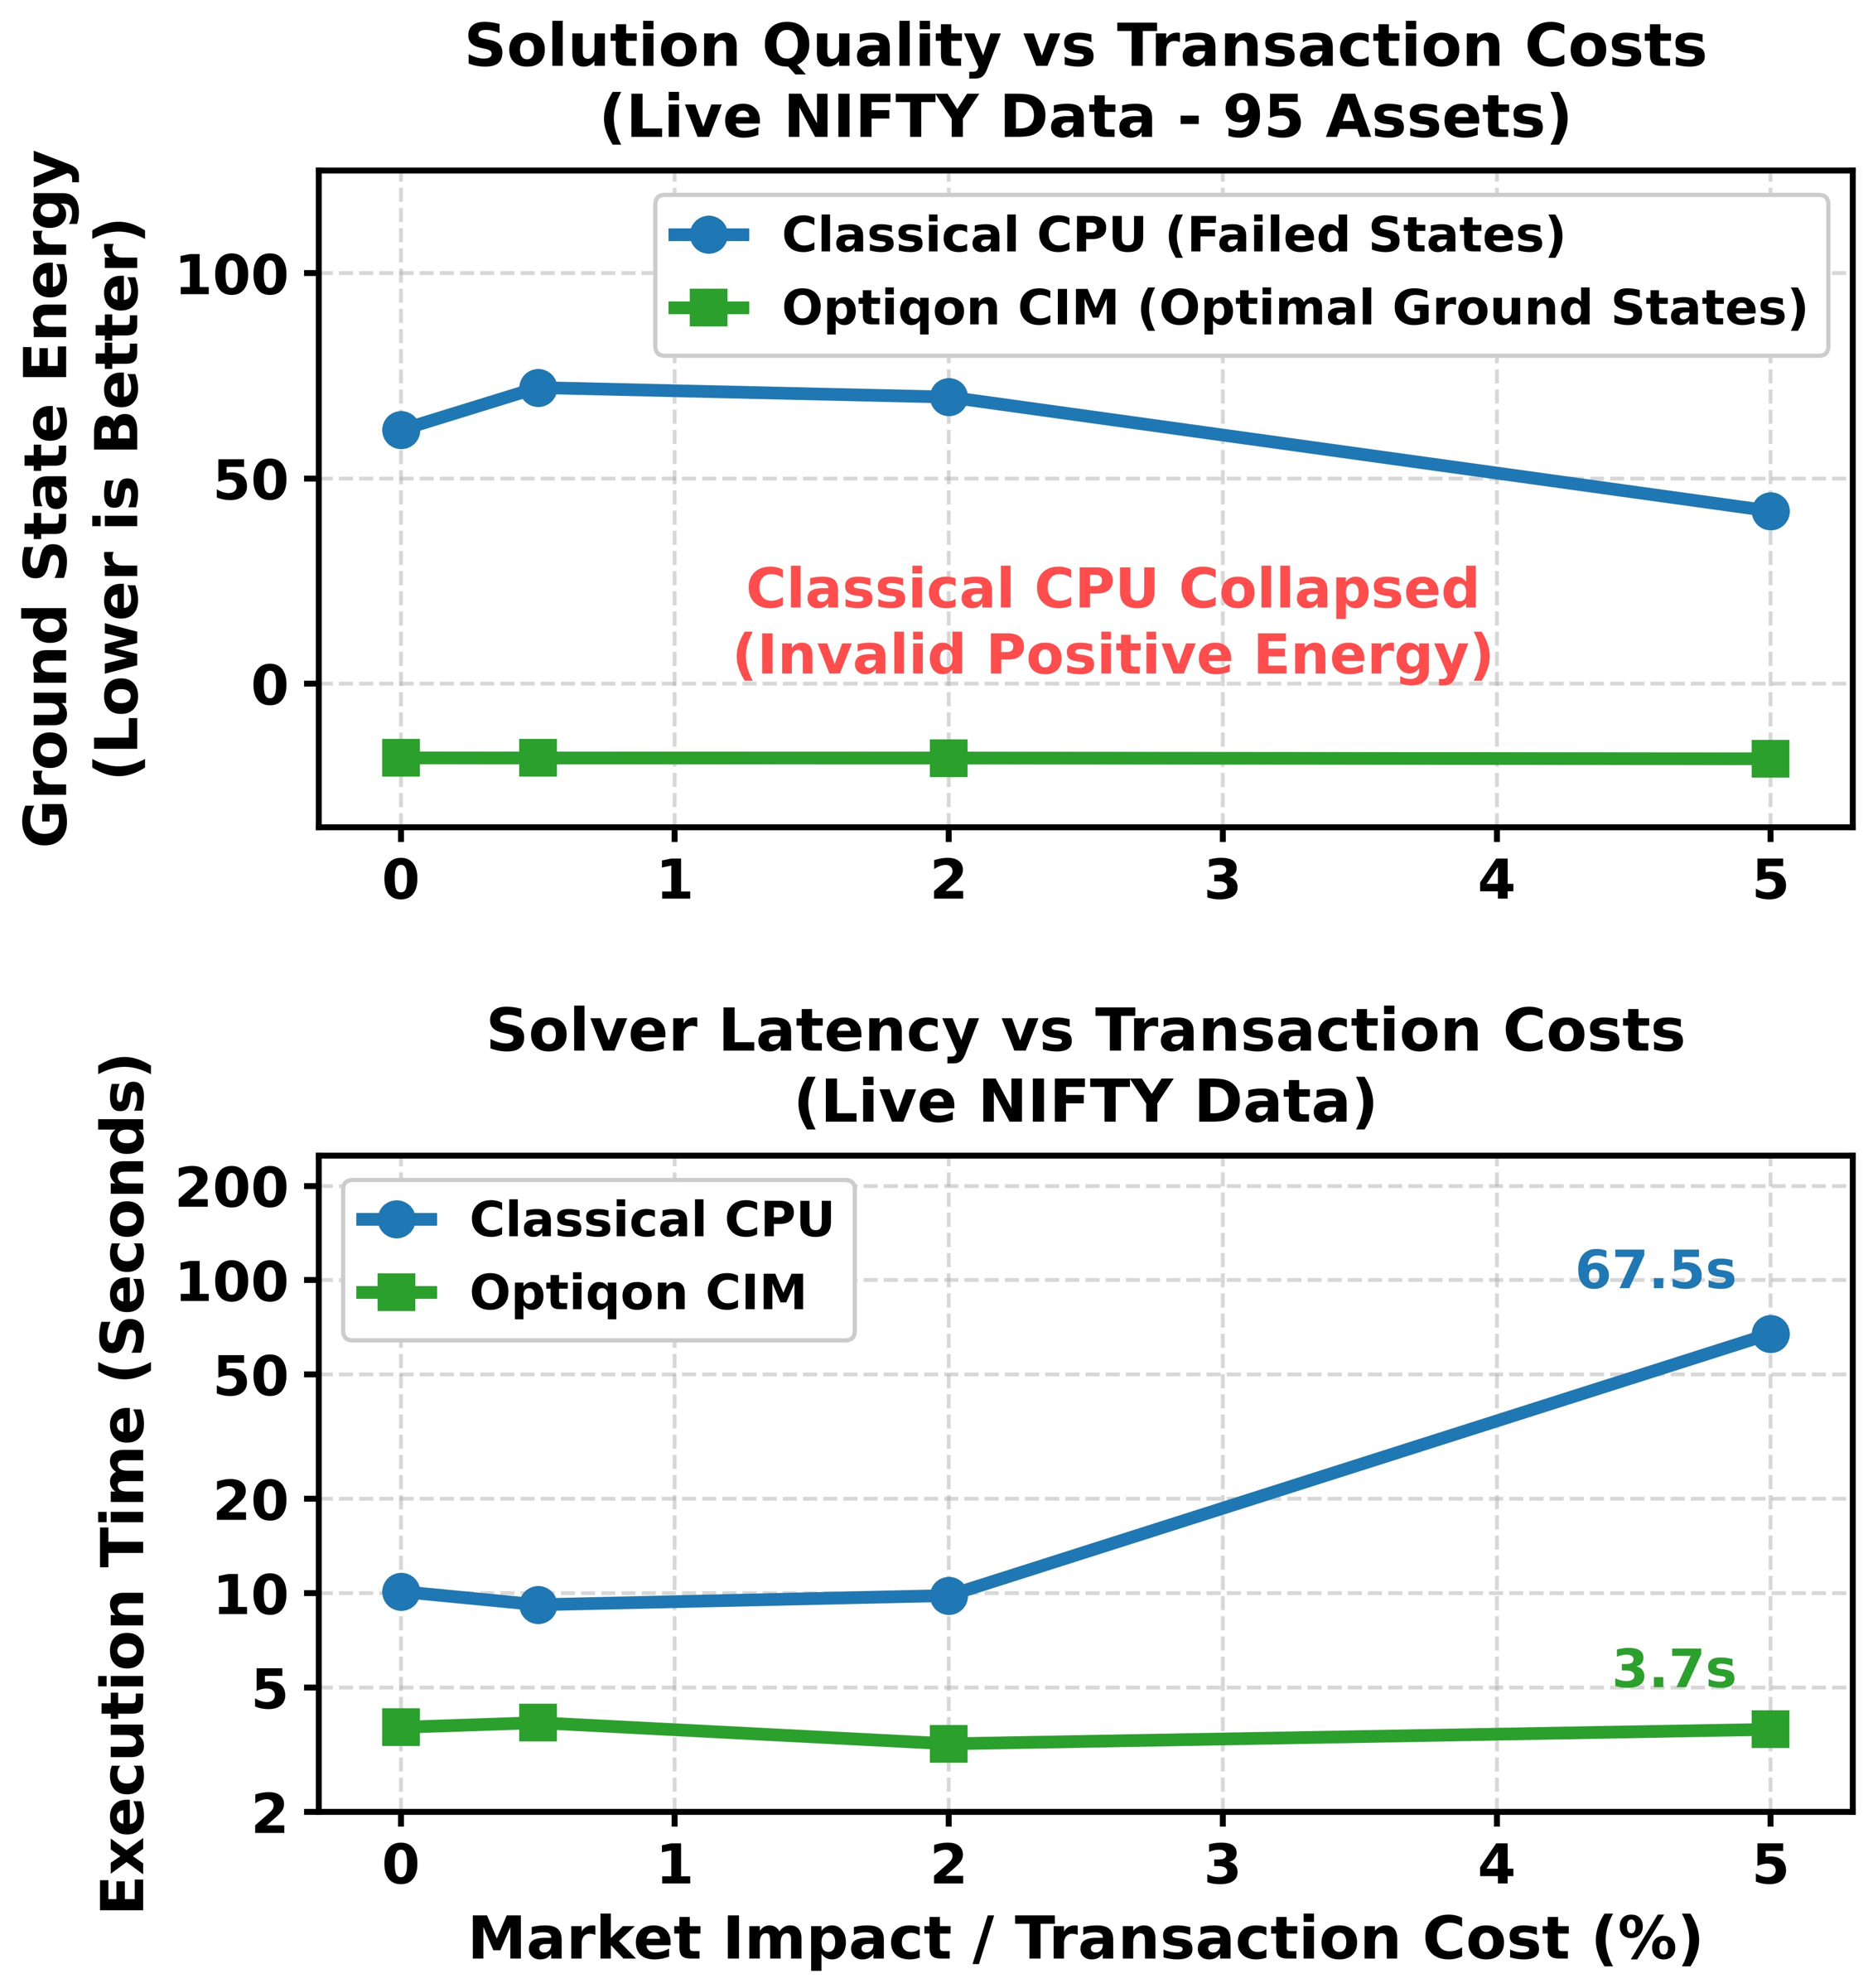 Solution Quality vs Transaction Costs
(Live NIFTY Data - 95 Assets)
Ground State Energy
(Lower is Better)
100
50
0
Classical CPU (Failed States)
Optiqon CIM (Optimal Ground States)
Classical CPU Collapsed
(Invalid Positive Energy)
0 1 2 3 4 5
Solver Latency vs Transaction Costs
(Live NIFTY Data)
Execution Time (Seconds)
200
100
50
20
10
5
2
Classical CPU
Optiqon CIM
67.5s
3.7s
0 1 2 3 4 5
Market Impact / Transaction Cost (%)